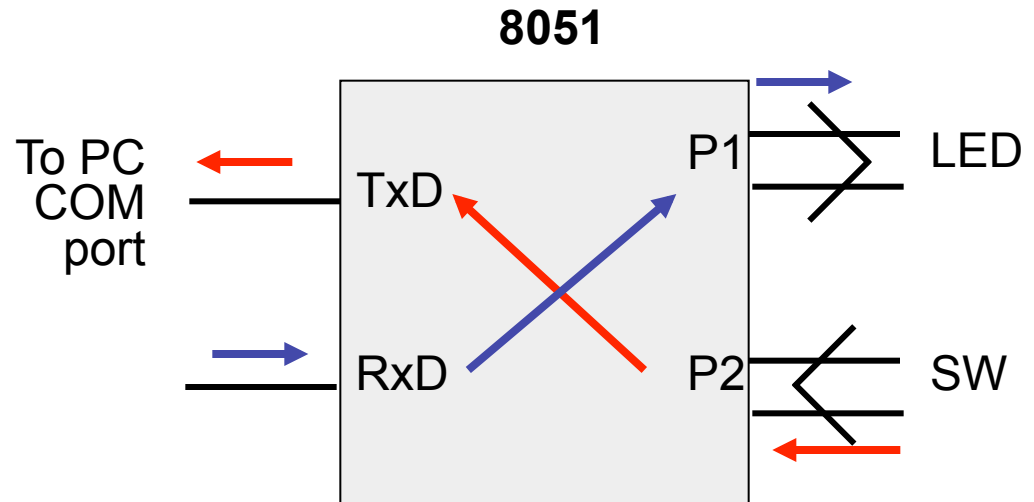 8051
To PC
COM
port
TxD
RxD
P1
P2
LED
SW